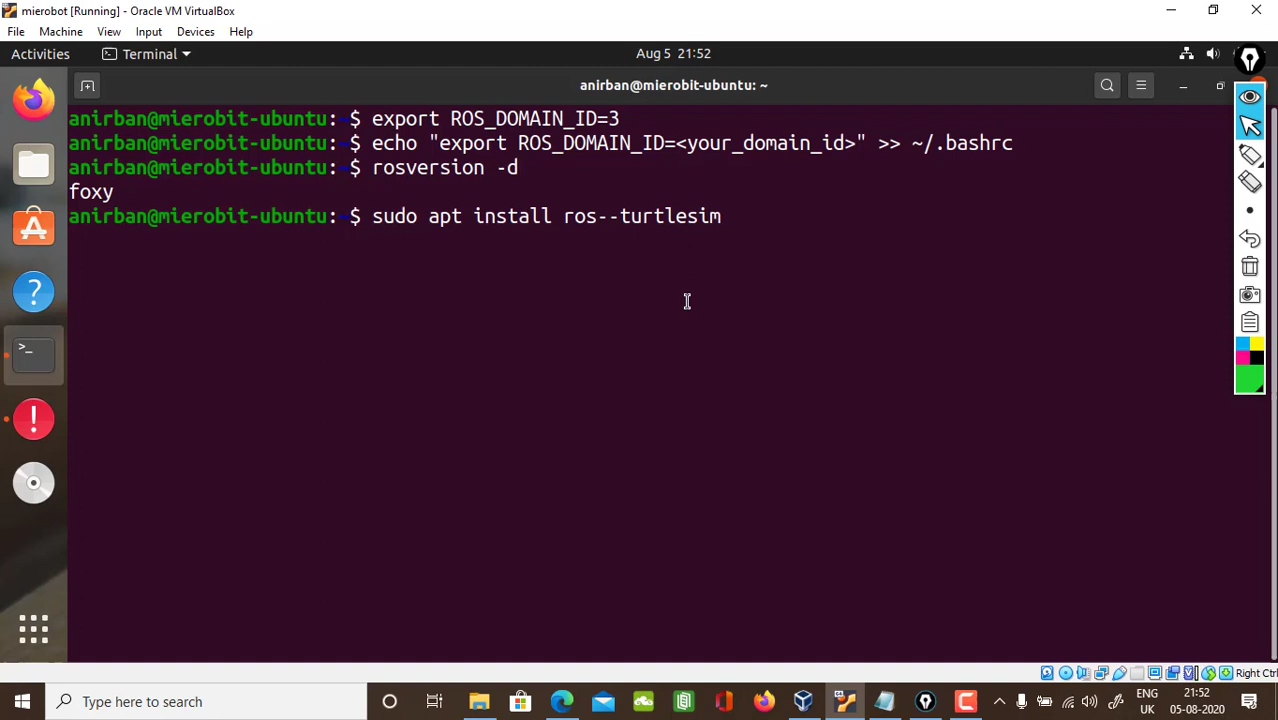 mierobot [Running] - Oracle VM VirtualBox
File Machine View Input Devices Help
Activities Terminal Aug 5 21:52
anirban@mierobit-ubuntu: ~
anirban@mierobit-ubuntu:~$ export ROS_DOMAIN_ID=3
anirban@mierobit-ubuntu:~$ echo "export ROS_DOMAIN_ID=<your_domain_id>" >> ~/.bashrc
anirban@mierobit-ubuntu:~$ rosversion -d
foxy
anirban@mierobit-ubuntu:~$ sudo apt install ros--turtlesim
Right Ctrl
Type here to search
ENG 21:52
UK 05-08-2020